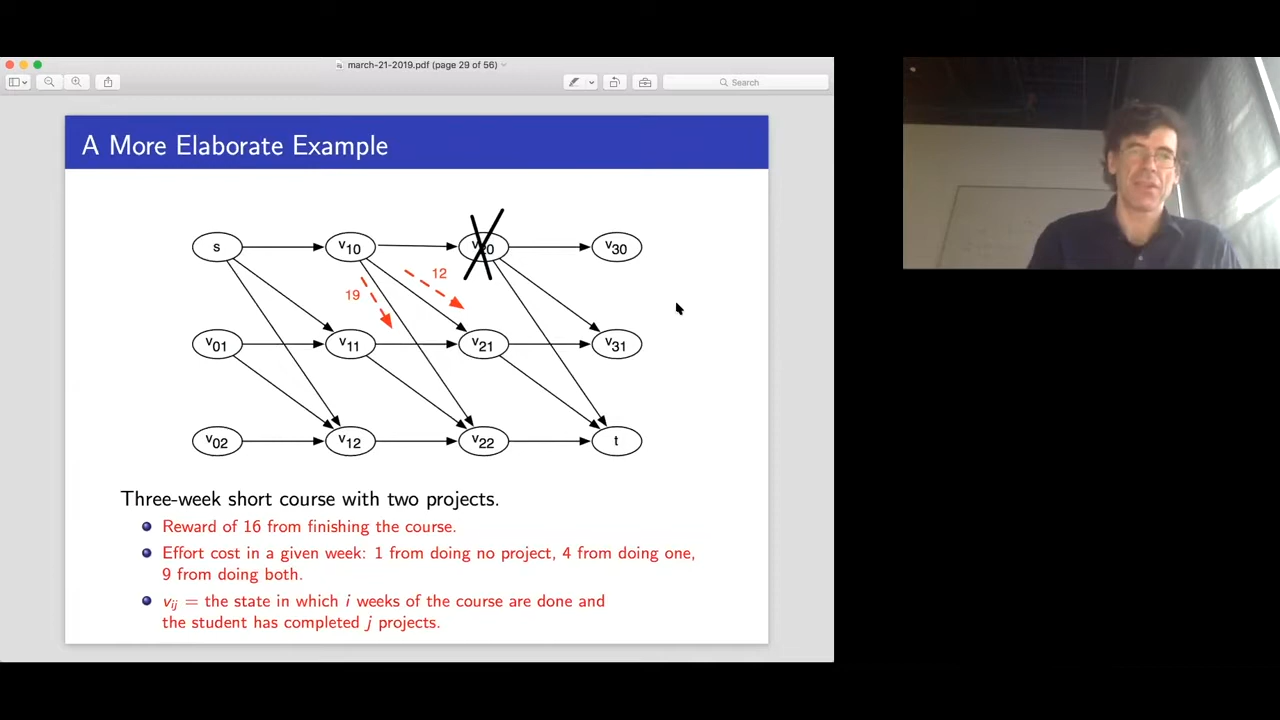 march-21-2019.pdf (page 29 of 56)
Search
A More Elaborate Example
s v10 v20 v30
12
19
v01 v11 v21 v31
v02 v12 v22 t
Three-week short course with two projects.
Reward of 16 from finishing the course.
Effort cost in a given week: 1 from doing no project, 4 from doing one,
9 from doing both.
vij = the state in which i weeks of the course are done and
the student has completed j projects.